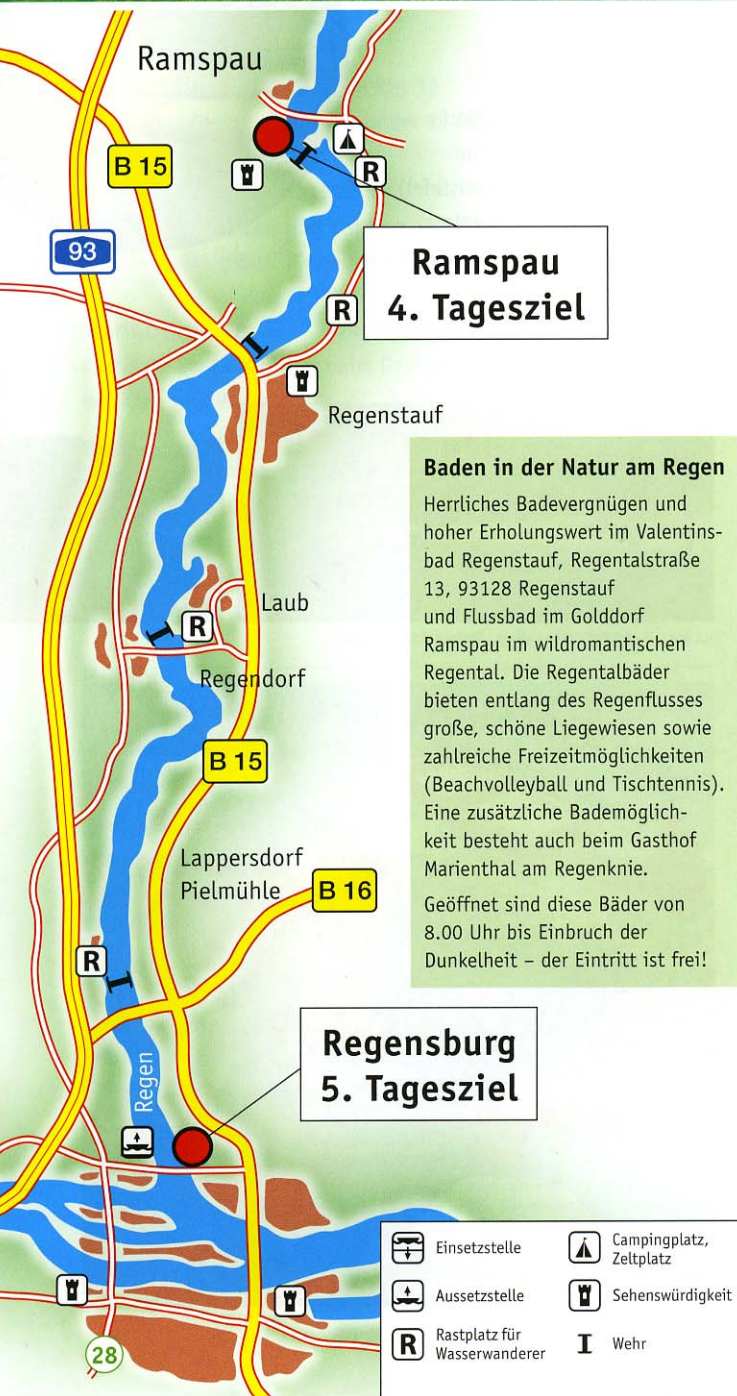 Ramspau
B 15
93
R
Ramspau
4. Tagesziel
R
Regenstauf
Baden in der Natur am Regen
Herrliches Badevergnügen und
hoher Erholungswert im Valentins-
bad Regenstauf, Regentalstraße
13, 93128 Regenstauf
und Flussbad im Golddorf
Ramspau im wildromantischen
Regental. Die Regentalbäder
bieten entlang des Regenflusses
große, schöne Liegewiesen sowie
zahlreiche Freizeitmöglichkeiten
(Beachvolleyball und Tischtennis).
Eine zusätzliche Bademöglich-
keit besteht auch beim Gasthof
Marienthal am Regenknie.
Geöffnet sind diese Bäder von
8.00 Uhr bis Einbruch der
Dunkelheit – der Eintritt ist frei!
Laub
R
Regendorf
B 15
Lappersdorf
Pielmühle
B 16
R
Regensburg
5. Tagesziel
Regen
Einsetzstelle
Campingplatz,
Zeltplatz
Aussetzstelle
Sehenswürdigkeit
R
Rastplatz für
Wasserwanderer
Wehr
28